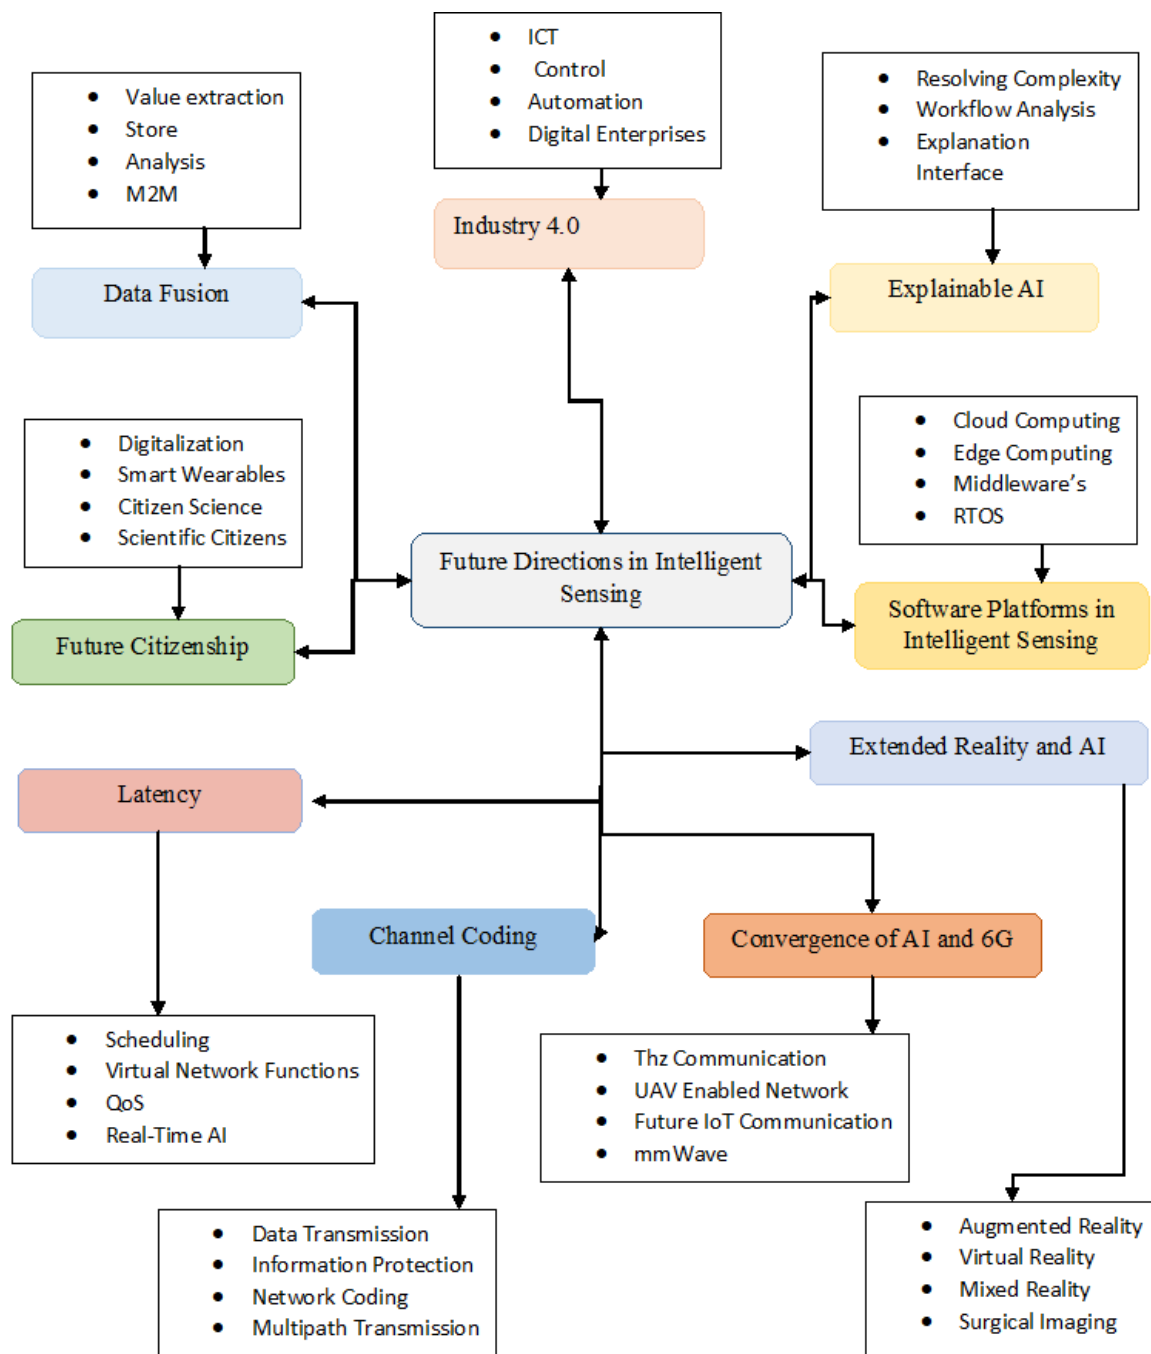 • ICT
• Control
• Automation
• Digital Enterprises
• Value extraction
• Store
• Analysis
• M2M
• Resolving Complexity
• Workflow Analysis
• Explanation
Interface
Industry 4.0
Data Fusion
Explainable AI
• Digitalization
• Smart Wearables
• Citizen Science
• Scientific Citizens
• Cloud Computing
• Edge Computing
• Middleware’s
• RTOS
Future Directions in Intelligent
Sensing
Future Citizenship
Software Platforms in
Intelligent Sensing
Extended Reality and AI
Latency
Channel Coding
Convergence of AI and 6G
• Scheduling
• Virtual Network Functions
• QoS
• Real-Time AI
• Thz Communication
• UAV Enabled Network
• Future IoT Communication
• mmWave
• Data Transmission
• Information Protection
• Network Coding
• Multipath Transmission
• Augmented Reality
• Virtual Reality
• Mixed Reality
• Surgical Imaging